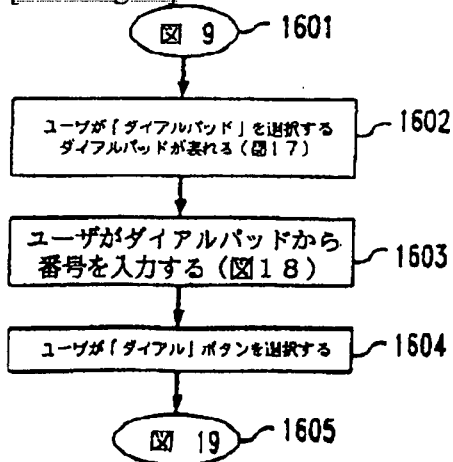 図 9 1601
ユーザが「ダイアルパッド」を選択する 1602
ダイアルパッドが表れる(図17)
ユーザがダイアルパッドから 1603
番号を入力する(図18)
ユーザが「ダイアル」ボタンを選択する 1604
図 19 1605